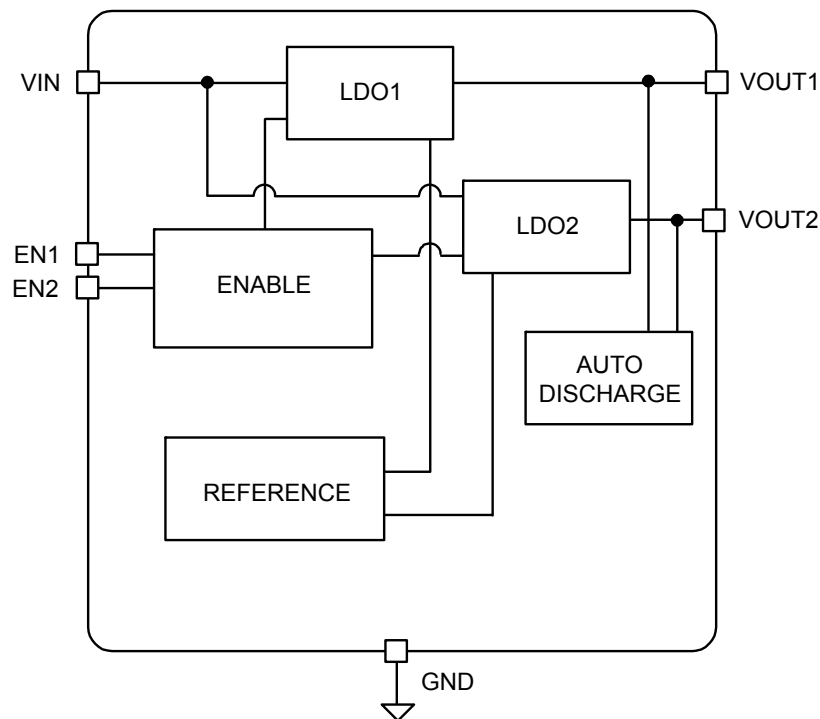 VIN
LDO1
VOUT1
LDO2
VOUT2
EN1
EN2
ENABLE
AUTO
DISCHARGE
REFERENCE
GND